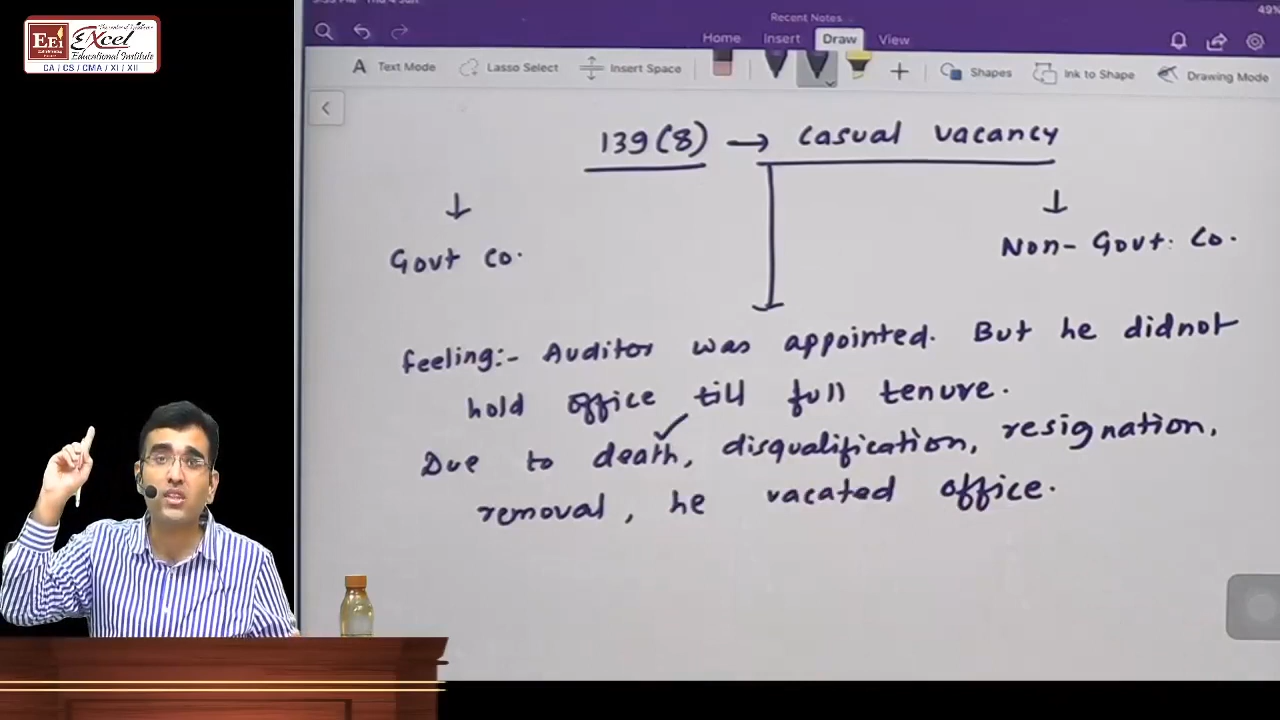 EEi
EXcel
Educational Institute
CA / CS / CMA / XI / XII
Recent Notes
49%
Home Insert Draw View
A Text Mode Lasso Select Insert Space Shapes Ink to Shape Drawing Mode
139(8) → Casual vacancy
Govt Co.
Non-Govt. Co.
Feeling:- Auditor was appointed. But he didnot
hold office till full tenure.
Due to death, disqualification, resignation,
removal, he vacated office.